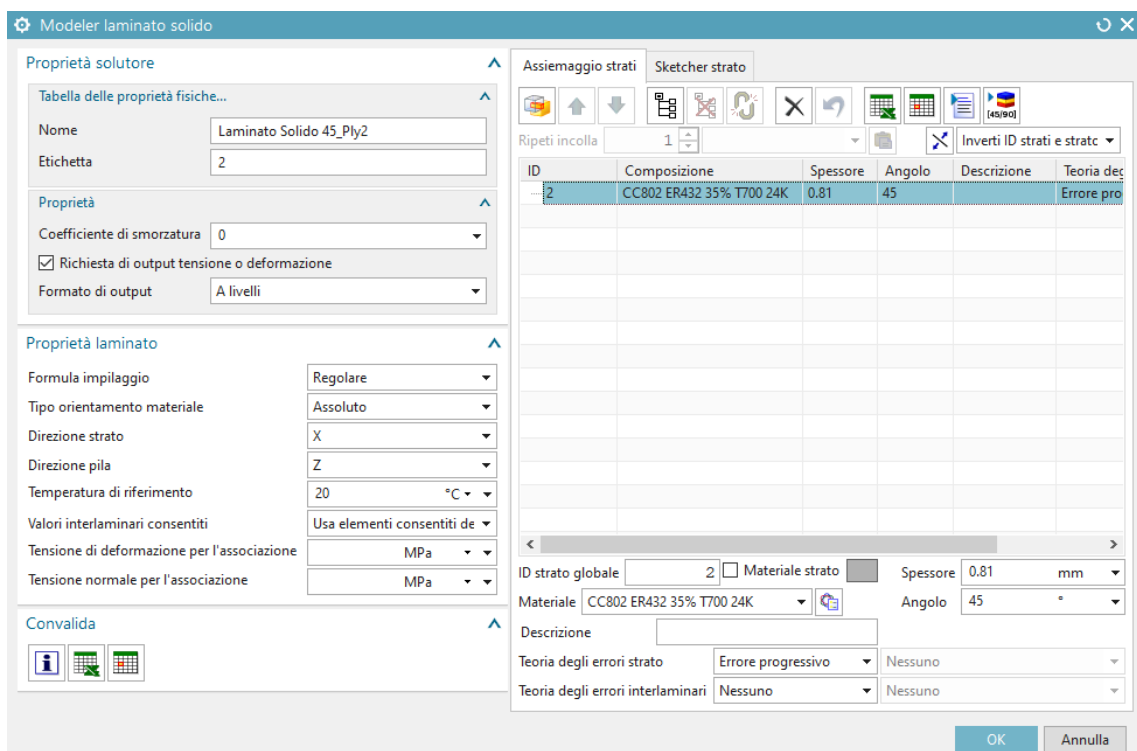 Modeler laminato solido
Proprietà solutore
Tabella delle proprietà fisiche...
Nome Laminato Solido 45_Ply2
Etichetta 2
Proprietà
Coefficiente di smorzatura 0
Richiesta di output tensione o deformazione
Formato di output A livelli
Proprietà laminato
Formula impilaggio Regolare
Tipo orientamento materiale Assoluto
Direzione strato X
Direzione pila Z
Temperatura di riferimento 20 °C
Valori interlaminari consentiti Usa elementi consentiti de
Tensione di deformazione per l'associazione MPa
Tensione normale per l'associazione MPa
Convalida
Assiemaggio strati Sketcher strato
[45/90]
Ripeti incolla 1 Inverti ID strati e stratc
ID Composizione Spessore Angolo Descrizione Teoria deg
2 CC802 ER432 35% T700 24K 0.81 45 Errore pro
ID strato globale 2 Materiale strato Spessore 0.81 mm
Materiale CC802 ER432 35% T700 24K Angolo 45 °
Descrizione
Teoria degli errori strato Errore progressivo Nessuno
Teoria degli errori interlaminari Nessuno Nessuno
OK Annulla